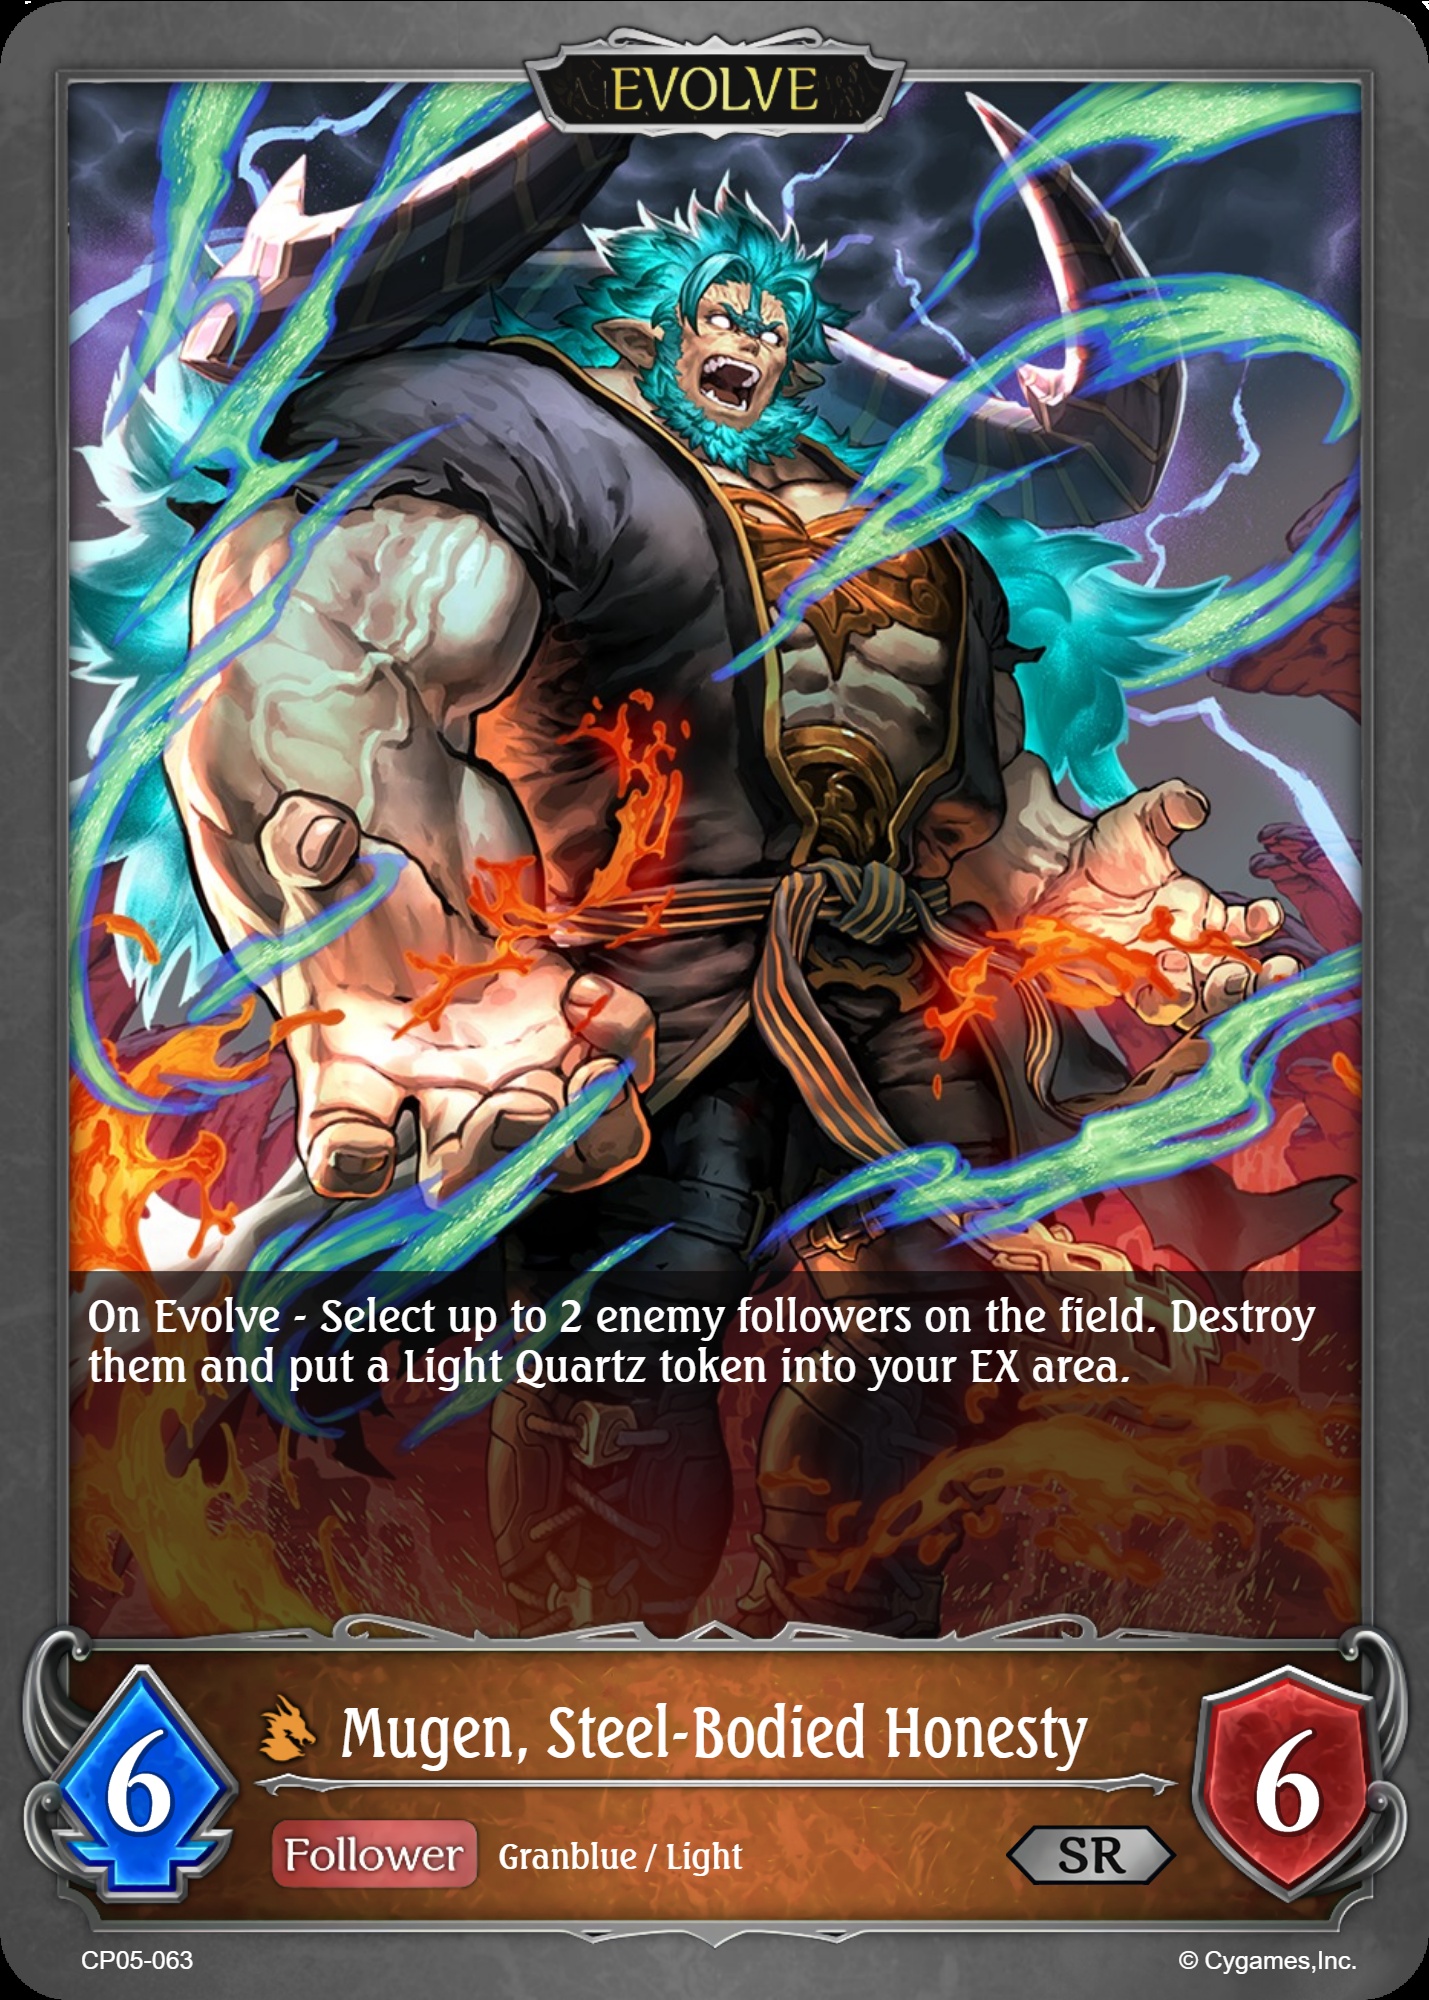 EVOLVE
On Evolve - Select up to 2 enemy followers on the field. Destroy
them and put a Light Quartz token into your EX area.
6
Mugen, Steel-Bodied Honesty
6
Follower
Granblue / Light
SR
CP05-063
© Cygames,Inc.